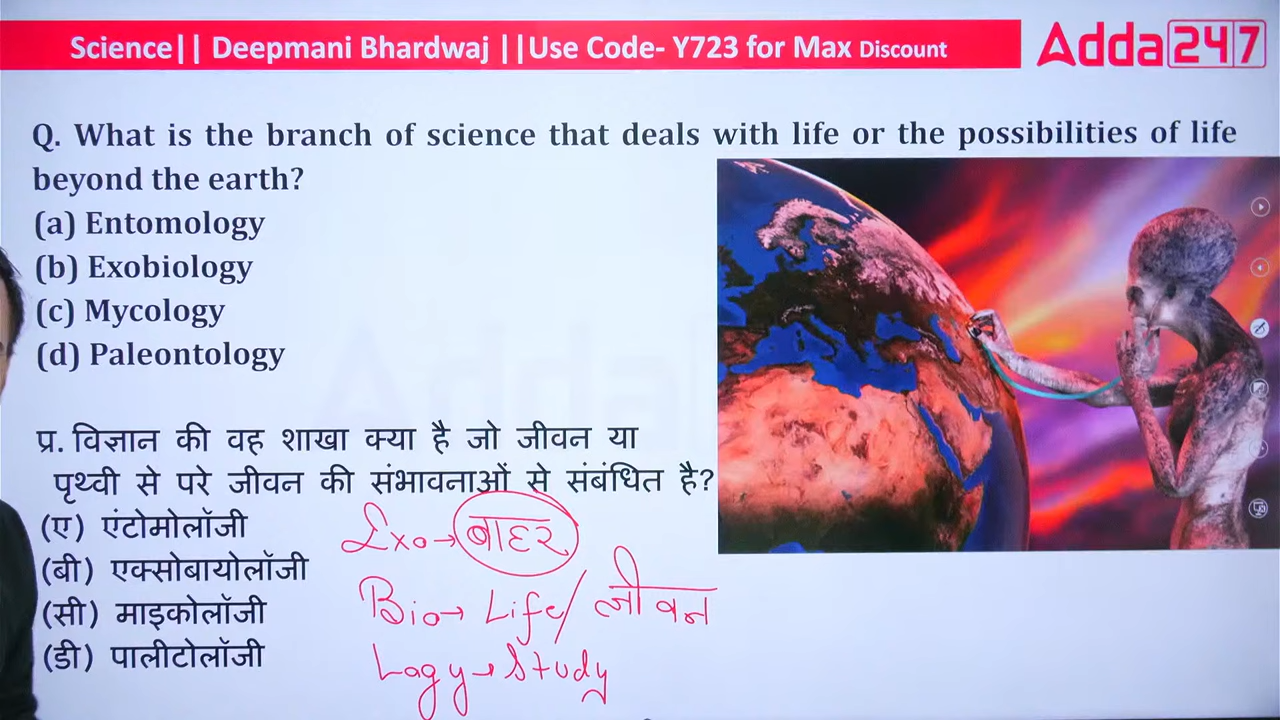 Science|| Deepmani Bhardwaj ||Use Code- Y723 for Max Discount
Adda247
Q. What is the branch of science that deals with life or the possibilities of life
beyond the earth?
(a) Entomology
(b) Exobiology
(c) Mycology
(d) Paleontology
प्र. विज्ञान की वह शाखा क्या है जो जीवन या
पृथ्वी से परे जीवन की संभावनाओं से संबंधित है?
(ए) एंटोमोलॉजी
(बी) एक्सोबायोलॉजी
(सी) माइकोलॉजी
(डी) पालीटोलॉजी
Exo→ बाहर
Bio→ Life/ जीवन
Logy→ Study